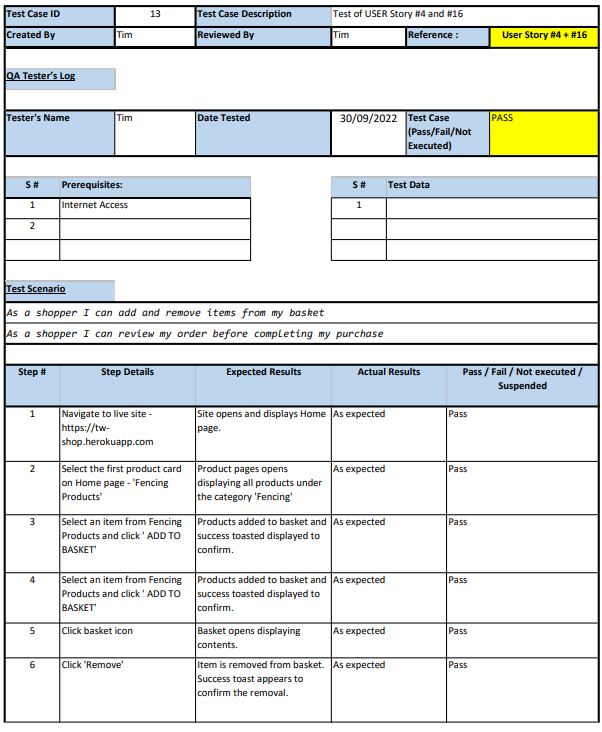 Test Case ID 13 Test Case Description Test of USER Story #4 and #16
Created By Tim Reviewed By Tim Reference : User Story #4 + #16
QA Tester's Log
Tester's Name Tim Date Tested 30/09/2022 Test Case PASS
(Pass/Fail/Not
Executed)
S # Prerequisites: S # Test Data
1 Internet Access 1
2
Test Scenario
As a shopper I can add and remove items from my basket
As a shopper I can review my order before completing my purchase
Step # Step Details Expected Results Actual Results Pass / Fail / Not executed /
Suspended
1 Navigate to live site - Site opens and displays Home As expected Pass
https://tw- page.
shop.herokuapp.com
2 Select the first product card Product pages opens As expected Pass
on Home page - 'Fencing displaying all products under
Products' the category 'Fencing'
3 Select an item from Fencing Products added to basket and As expected Pass
Products and click ' ADD TO success toasted displayed to
BASKET' confirm.
4 Select an item from Fencing Products added to basket and As expected Pass
Products and click ' ADD TO success toasted displayed to
BASKET' confirm.
5 Click basket icon Basket opens displaying As expected Pass
contents.
6 Click 'Remove' Item is removed from basket. As expected Pass
Success toast appears to
confirm the removal.